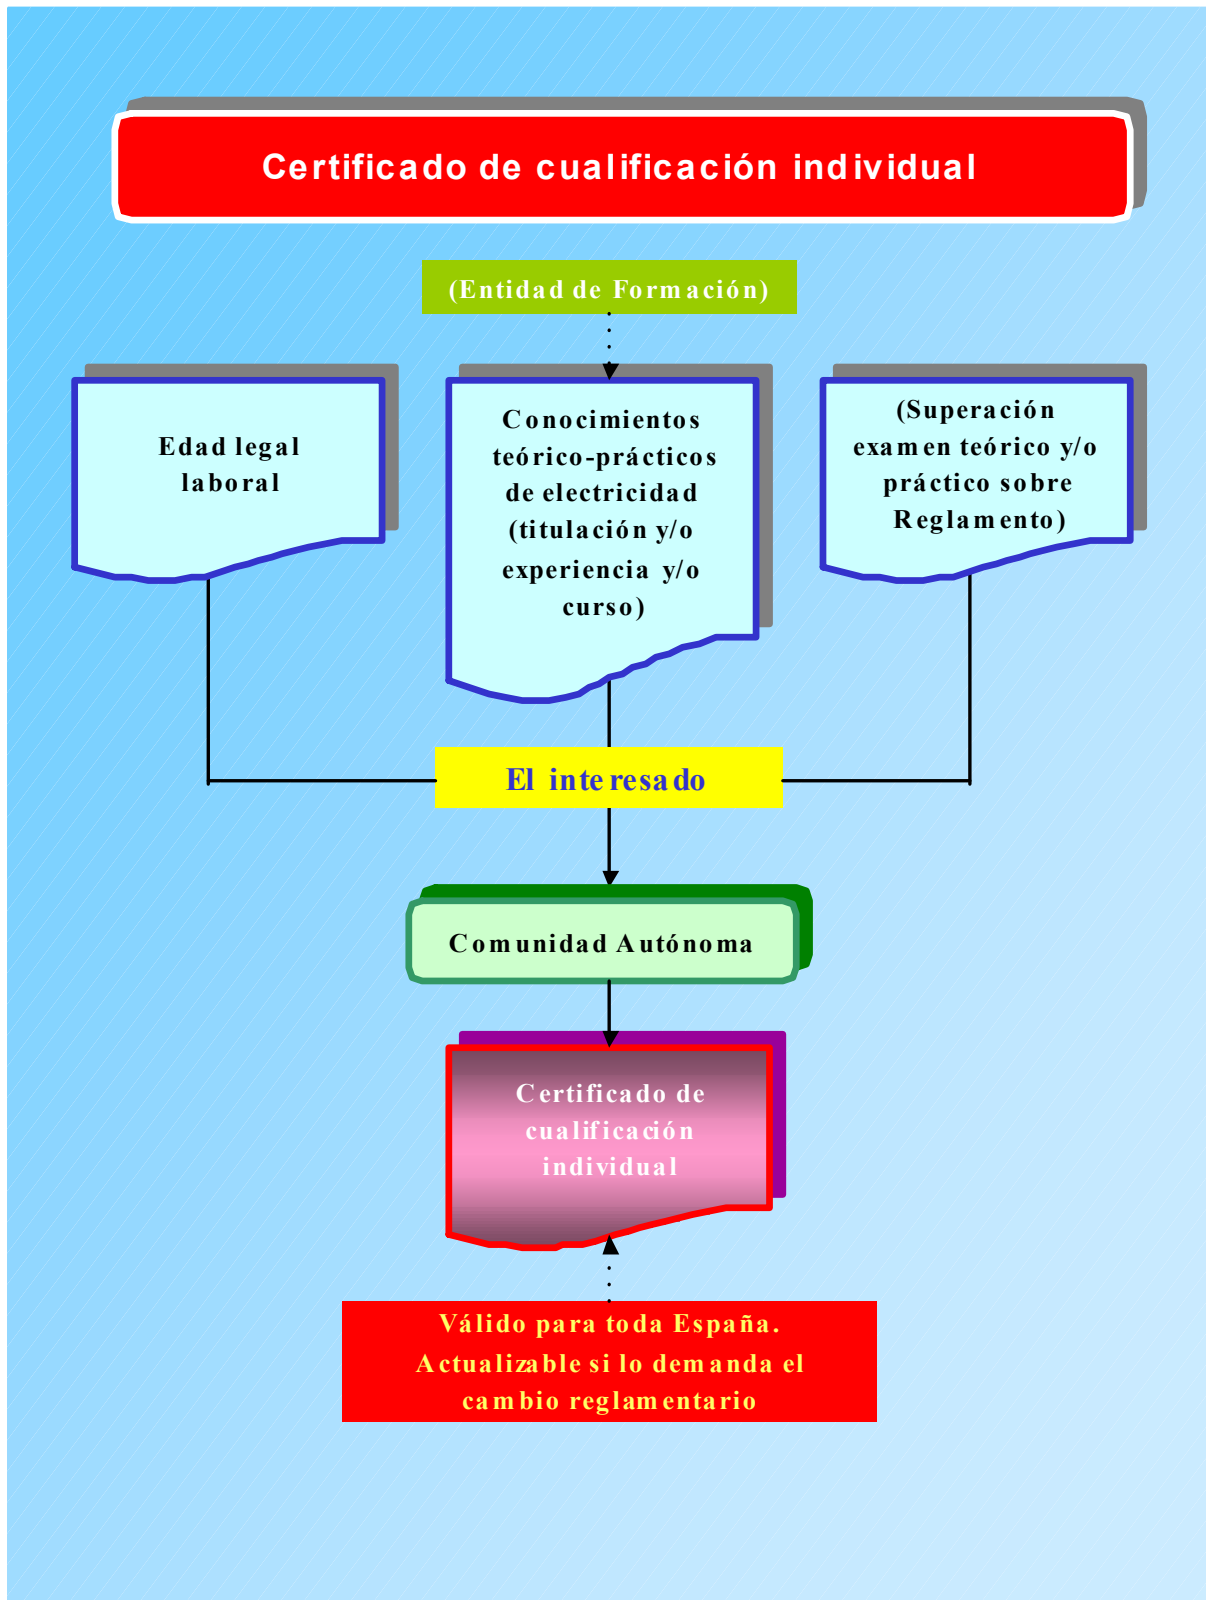 Certificado de cualificación individual
(Entidad de Formación)
Edad legal
laboral
Conocimientos
teórico-prácticos
de electricidad
(titulación y/o
experiencia y/o
curso)
(Superación
examen teórico y/o
práctico sobre
Reglamento)
El interesado
Comunidad Autónoma
Certificado de
cualificación
individual
Válido para toda España.
Actualizable si lo demanda el
cambio reglamentario